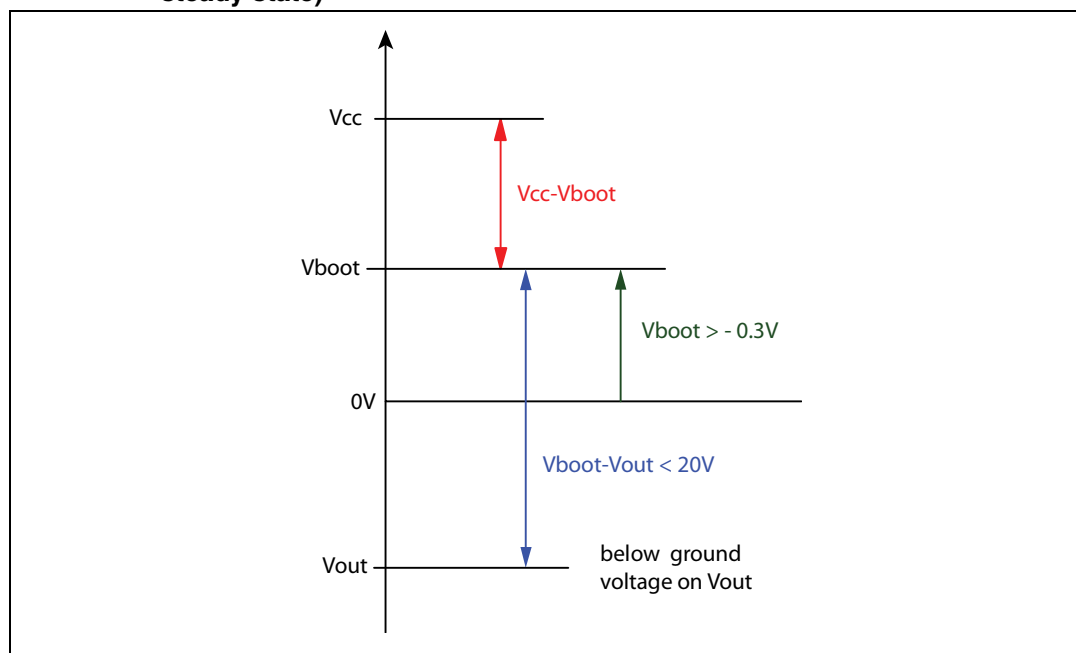 Steady State)
Vcc
Vcc-Vboot
Vboot
Vboot > - 0.3V
0V
Vboot-Vout < 20V
Vout
below ground
voltage on Vout